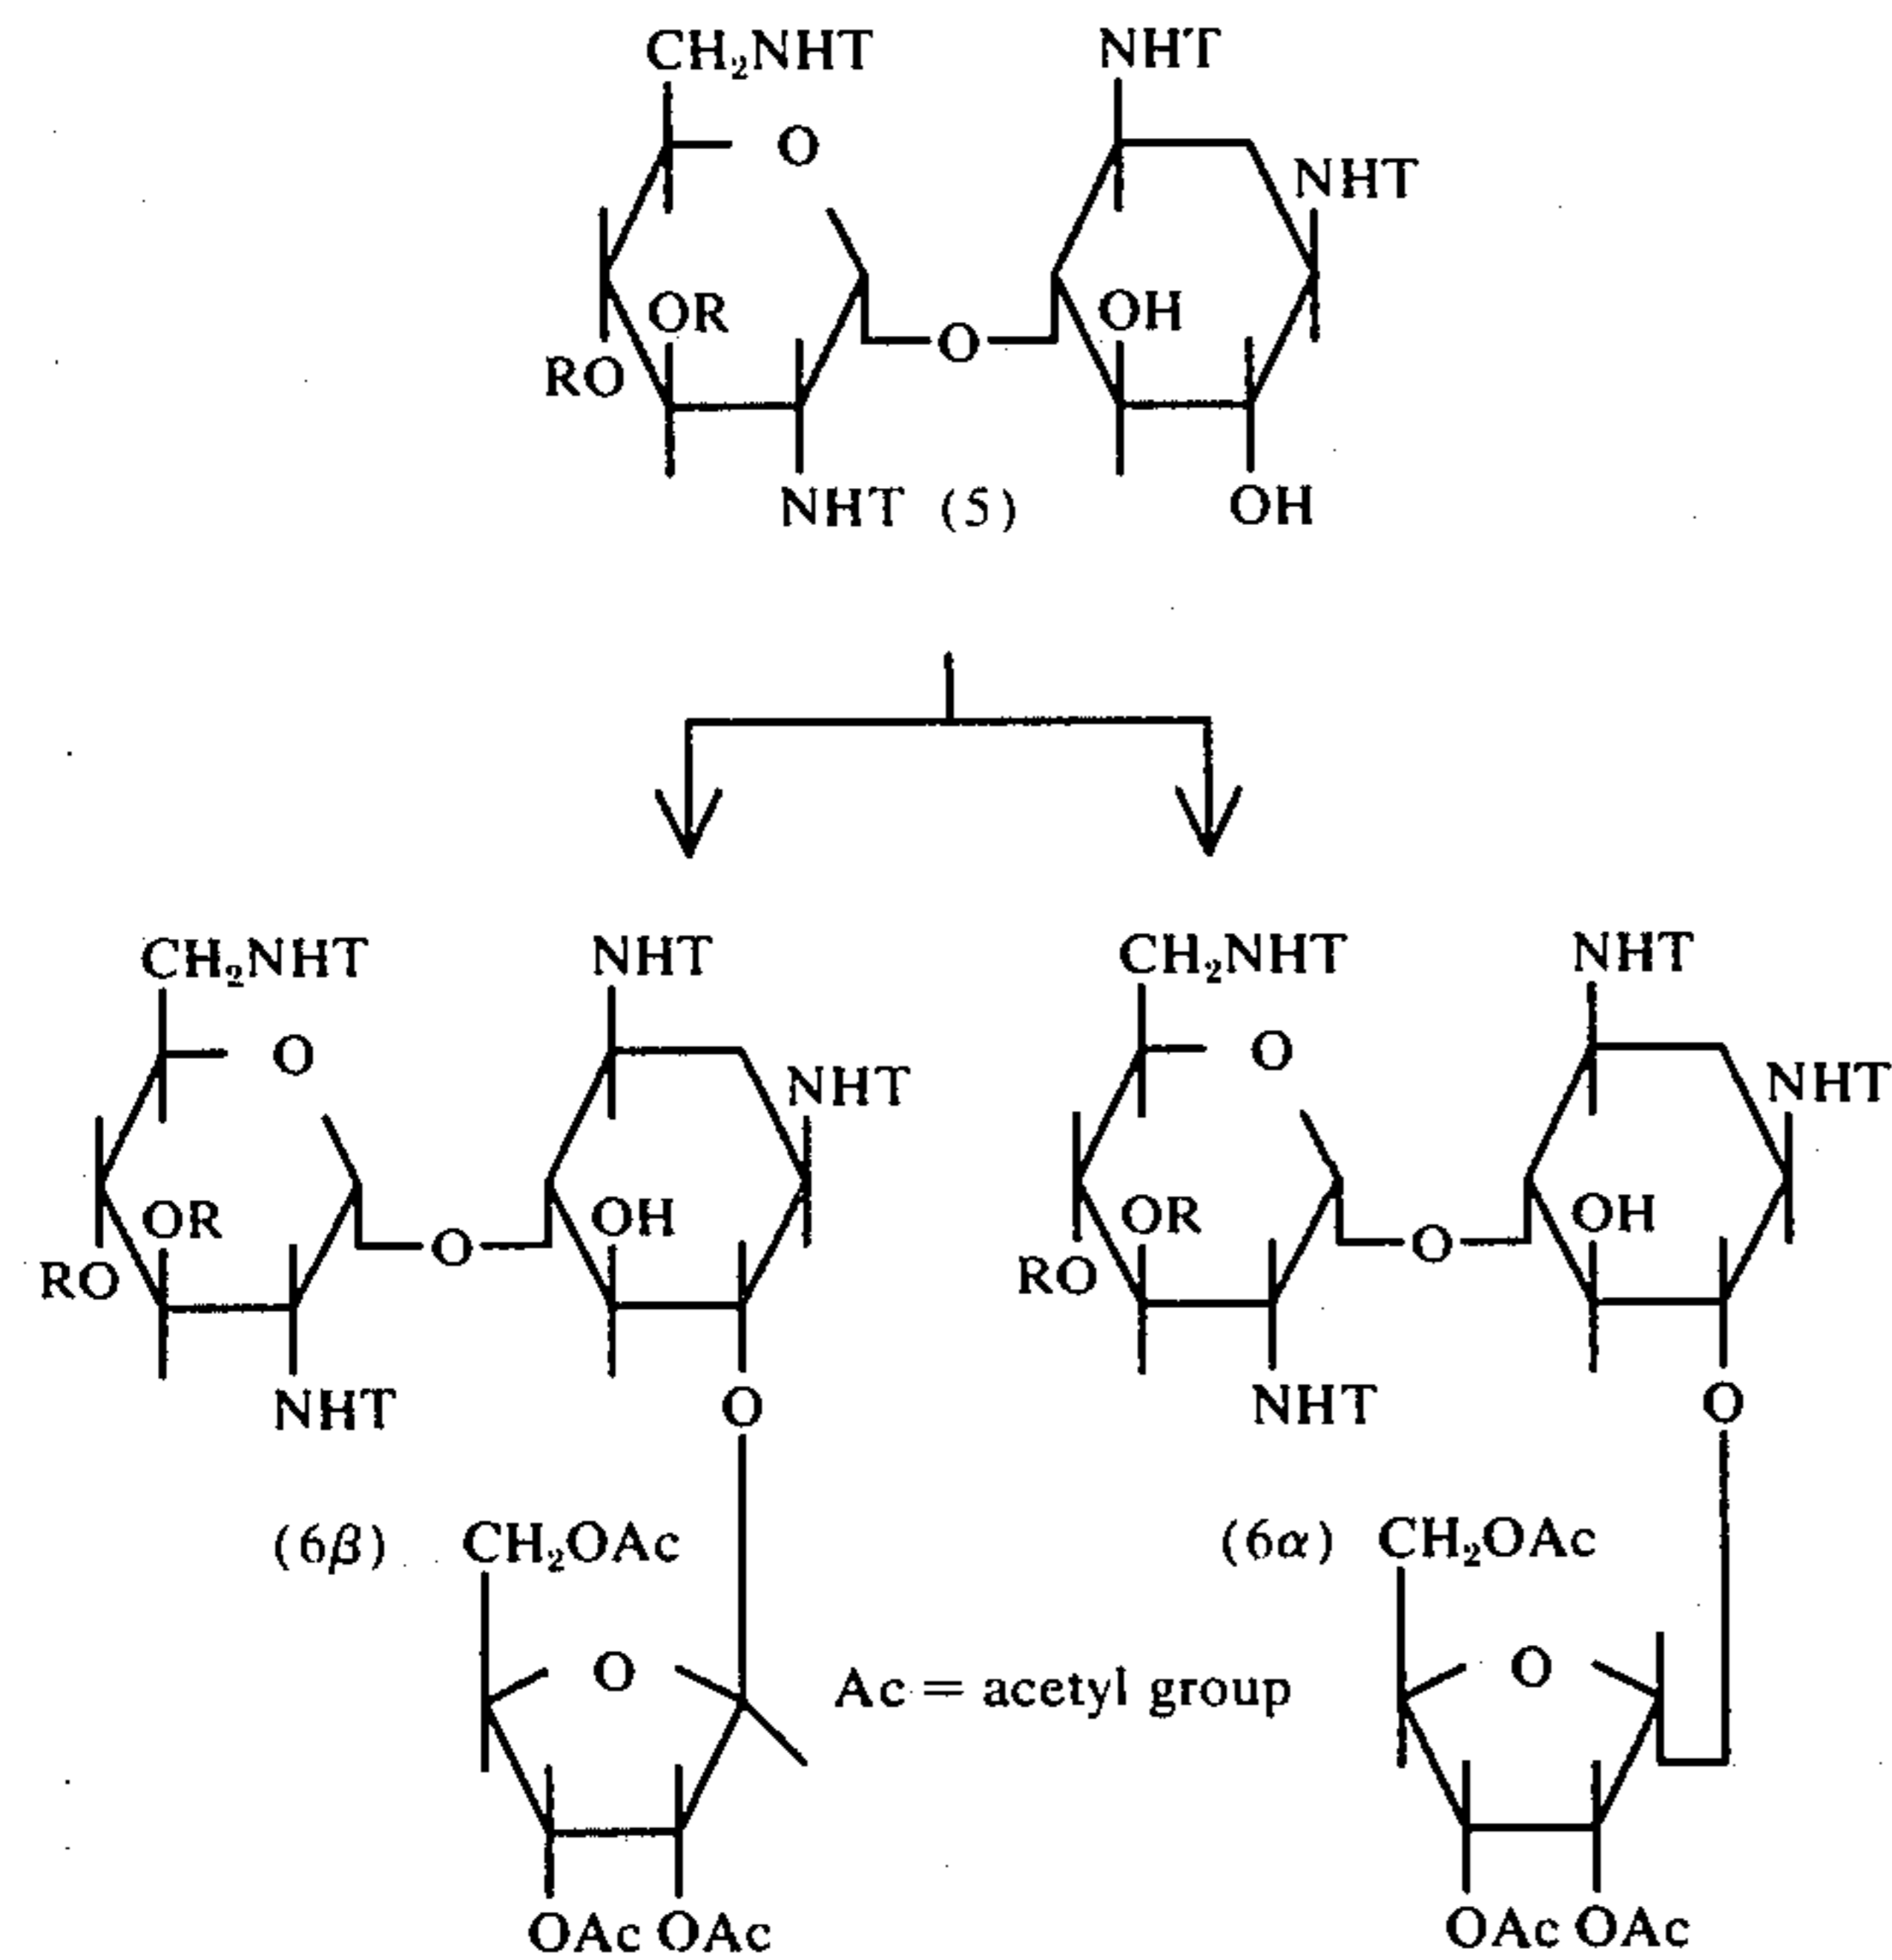 CH₂NHT NHT
O NHT
OR OH
RO O
NHT (5) OH
CH₂NHT NHT CH₂NHT NHT
O NHT O NHT
OR OH OR OH
RO O RO O
NHT O NHT O
(6β) CH₂OAc (6α) CH₂OAc
O Ac = acetyl group O
OAc OAc OAc OAc